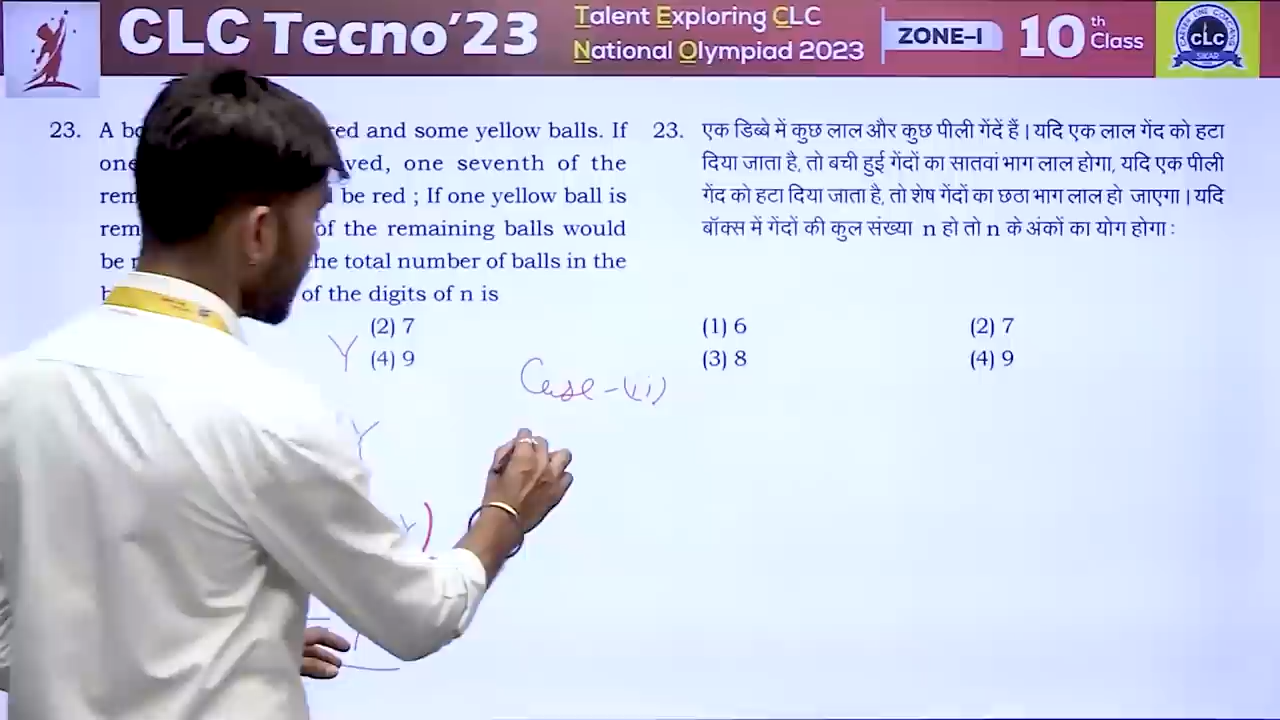 CLC Tecno'23
Talent Exploring CLC
National Olympiad 2023
ZONE–I
10th Class
CLC
SIKAR
23. A red and some yellow balls. If
one one seventh of the
be red ; If one yellow ball is
of the remaining balls would
be the total number of balls in the
of the digits of n is
(2) 7
(4) 9
23. एक डिब्बे में कुछ लाल और कुछ पीली गेंदें हैं। यदि एक लाल गेंद को हटा
दिया जाता है, तो बची हुई गेंदों का सातवां भाग लाल होगा, यदि एक पीली
गेंद को हटा दिया जाता है, तो शेष गेंदों का छठा भाग लाल हो जाएगा। यदि
बॉक्स में गेंदों की कुल संख्या n हो तो n के अंकों का योग होगा :
(1) 6 (2) 7
(3) 8 (4) 9
Y
Case-(ii)
Y
Y)